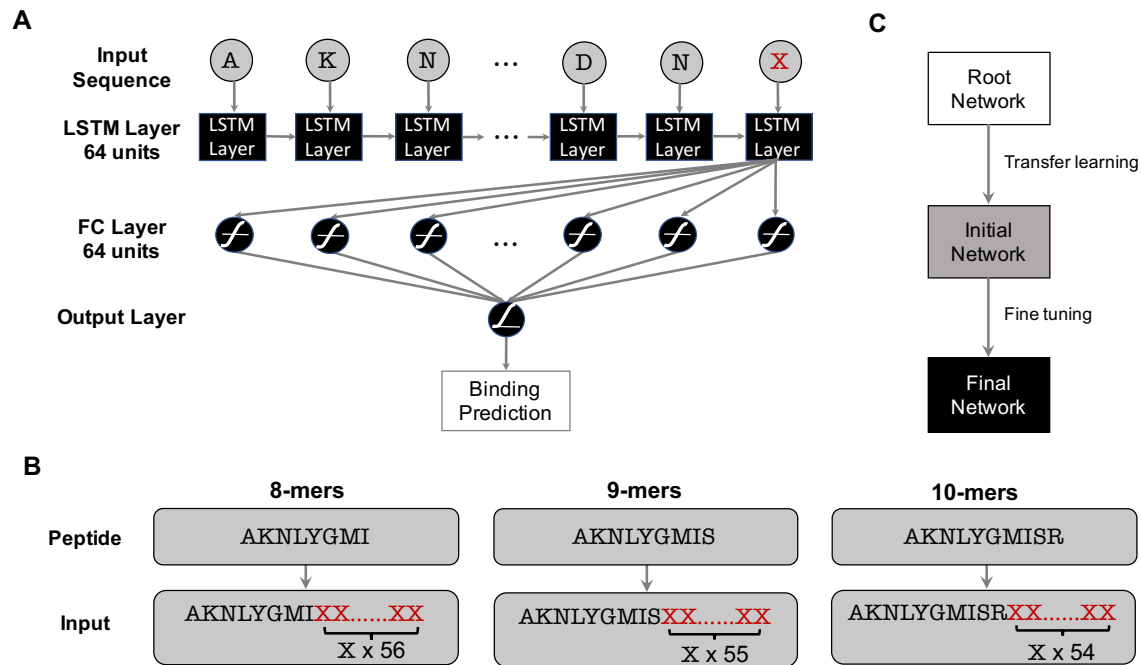 A
Input
Sequence
A K N ... D N X
LSTM Layer
64 units
LSTM
Layer
LSTM
Layer
LSTM
Layer
...
LSTM
Layer
LSTM
Layer
LSTM
Layer
FC Layer
64 units
...
Output Layer
Binding
Prediction
C
Root
Network
Transfer learning
Initial
Network
Fine tuning
Final
Network
B
8-mers 9-mers 10-mers
Peptide
AKNLYGMI AKNLYGMIS AKNLYGMISR
Input
AKNLYGMIXX......XX AKNLYGMISXX......XX AKNLYGMISRXX......XX
X x 56 X x 55 X x 54